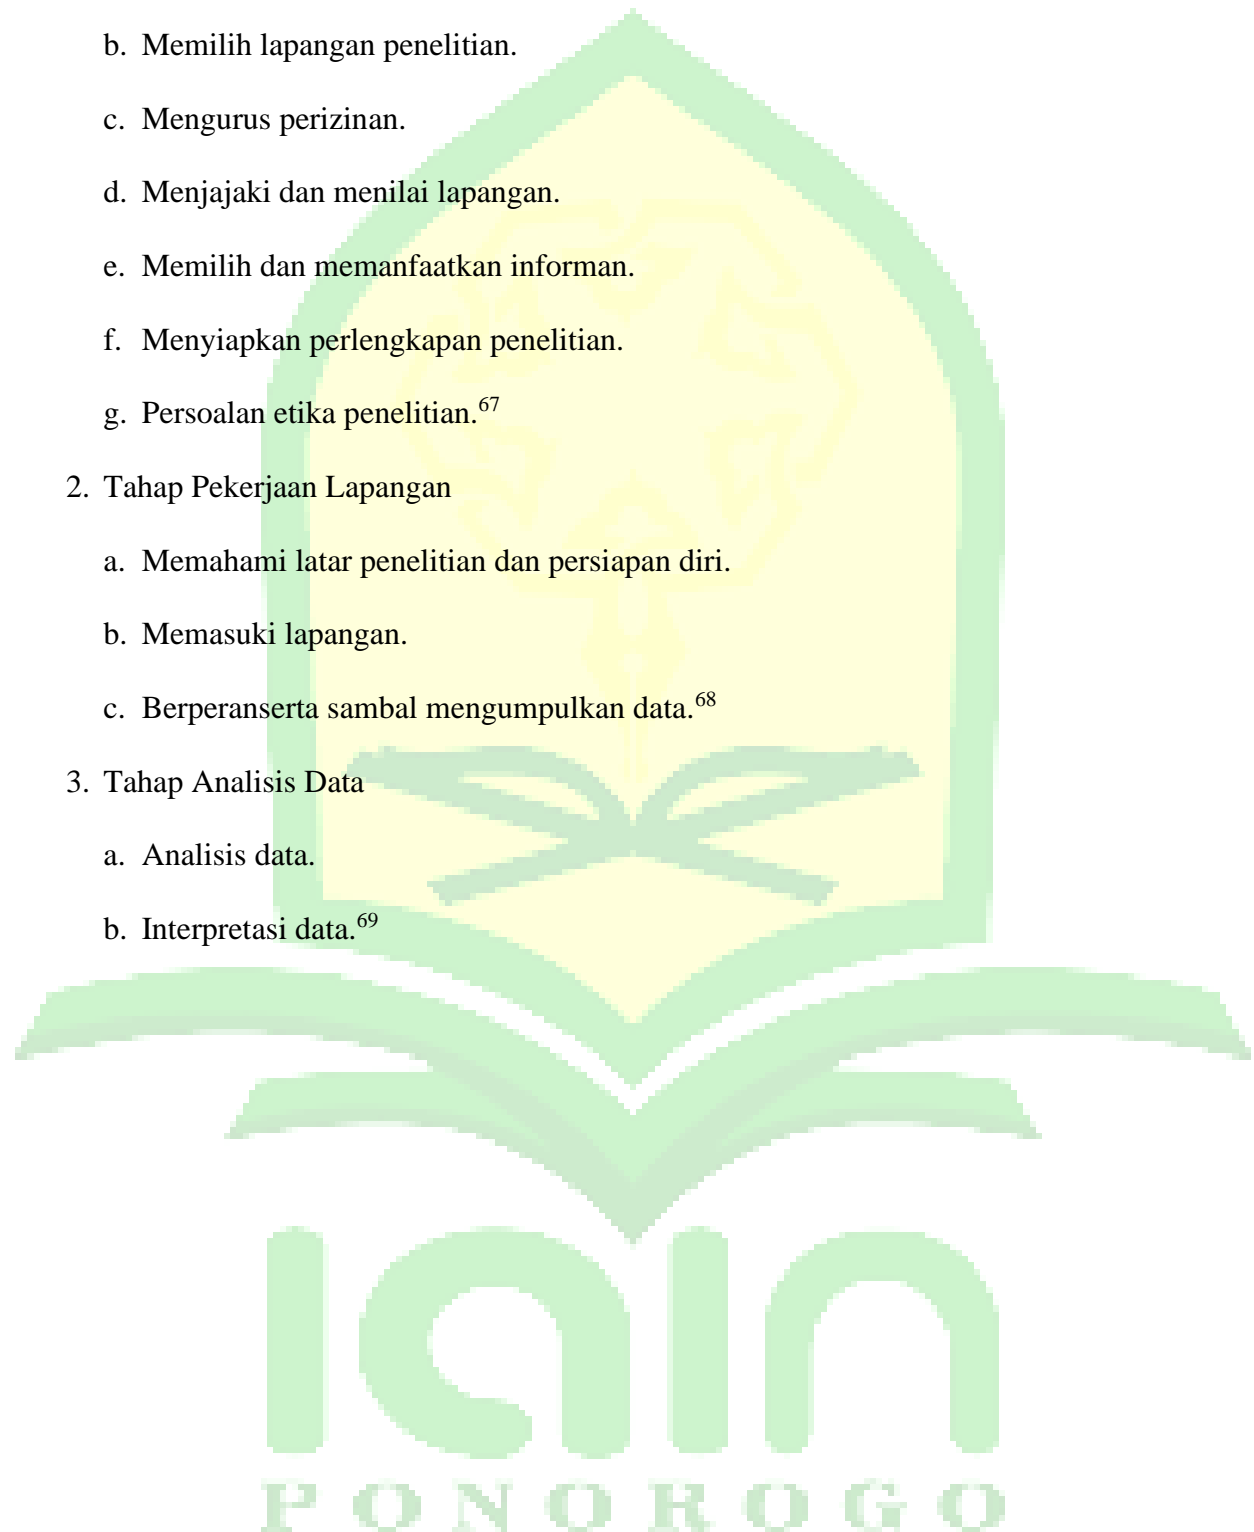 b. Memilih lapangan penelitian.
c. Mengurus perizinan.
d. Menjajaki dan menilai lapangan.
e. Memilih dan memanfaatkan informan.
f. Menyiapkan perlengkapan penelitian.
g. Persoalan etika penelitian.67
2. Tahap Pekerjaan Lapangan
a. Memahami latar penelitian dan persiapan diri.
b. Memasuki lapangan.
c. Berperanserta sambal mengumpulkan data.68
3. Tahap Analisis Data
a. Analisis data.
b. Interpretasi data.69
iain
PONOROGO